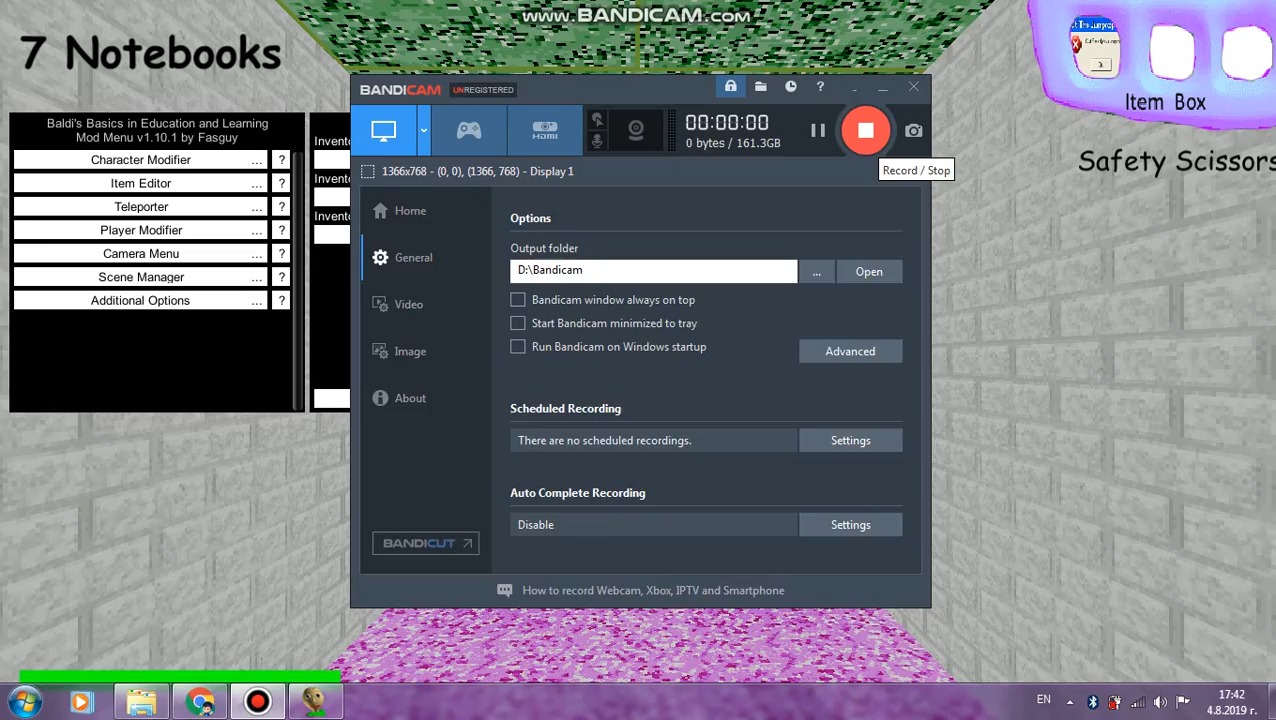 www.BANDICAM.com
7 Notebooks
Item Box
Safety Scissors
Baldi's Basics in Education and Learning
Mod Menu v1.10.1 by Fasguy
Character Modifier ... ?
Item Editor ... ?
Teleporter ... ?
Player Modifier ... ?
Camera Menu ... ?
Scene Manager ... ?
Additional Options ... ?
Invento
Invento
Invento
BANDICAM UNREGISTERED
HDMI
00:00:00
0 bytes / 161.3GB
Record / Stop
1366x768 - (0, 0), (1366, 768) - Display 1
Home
General
Video
Image
About
BANDICUT
Options
Output folder
D:\Bandicam ... Open
Bandicam window always on top
Start Bandicam minimized to tray
Run Bandicam on Windows startup
Advanced
Scheduled Recording
There are no scheduled recordings. Settings
Auto Complete Recording
Disable Settings
How to record Webcam, Xbox, IPTV and Smartphone
EN
17:42
4.8.2019 г.